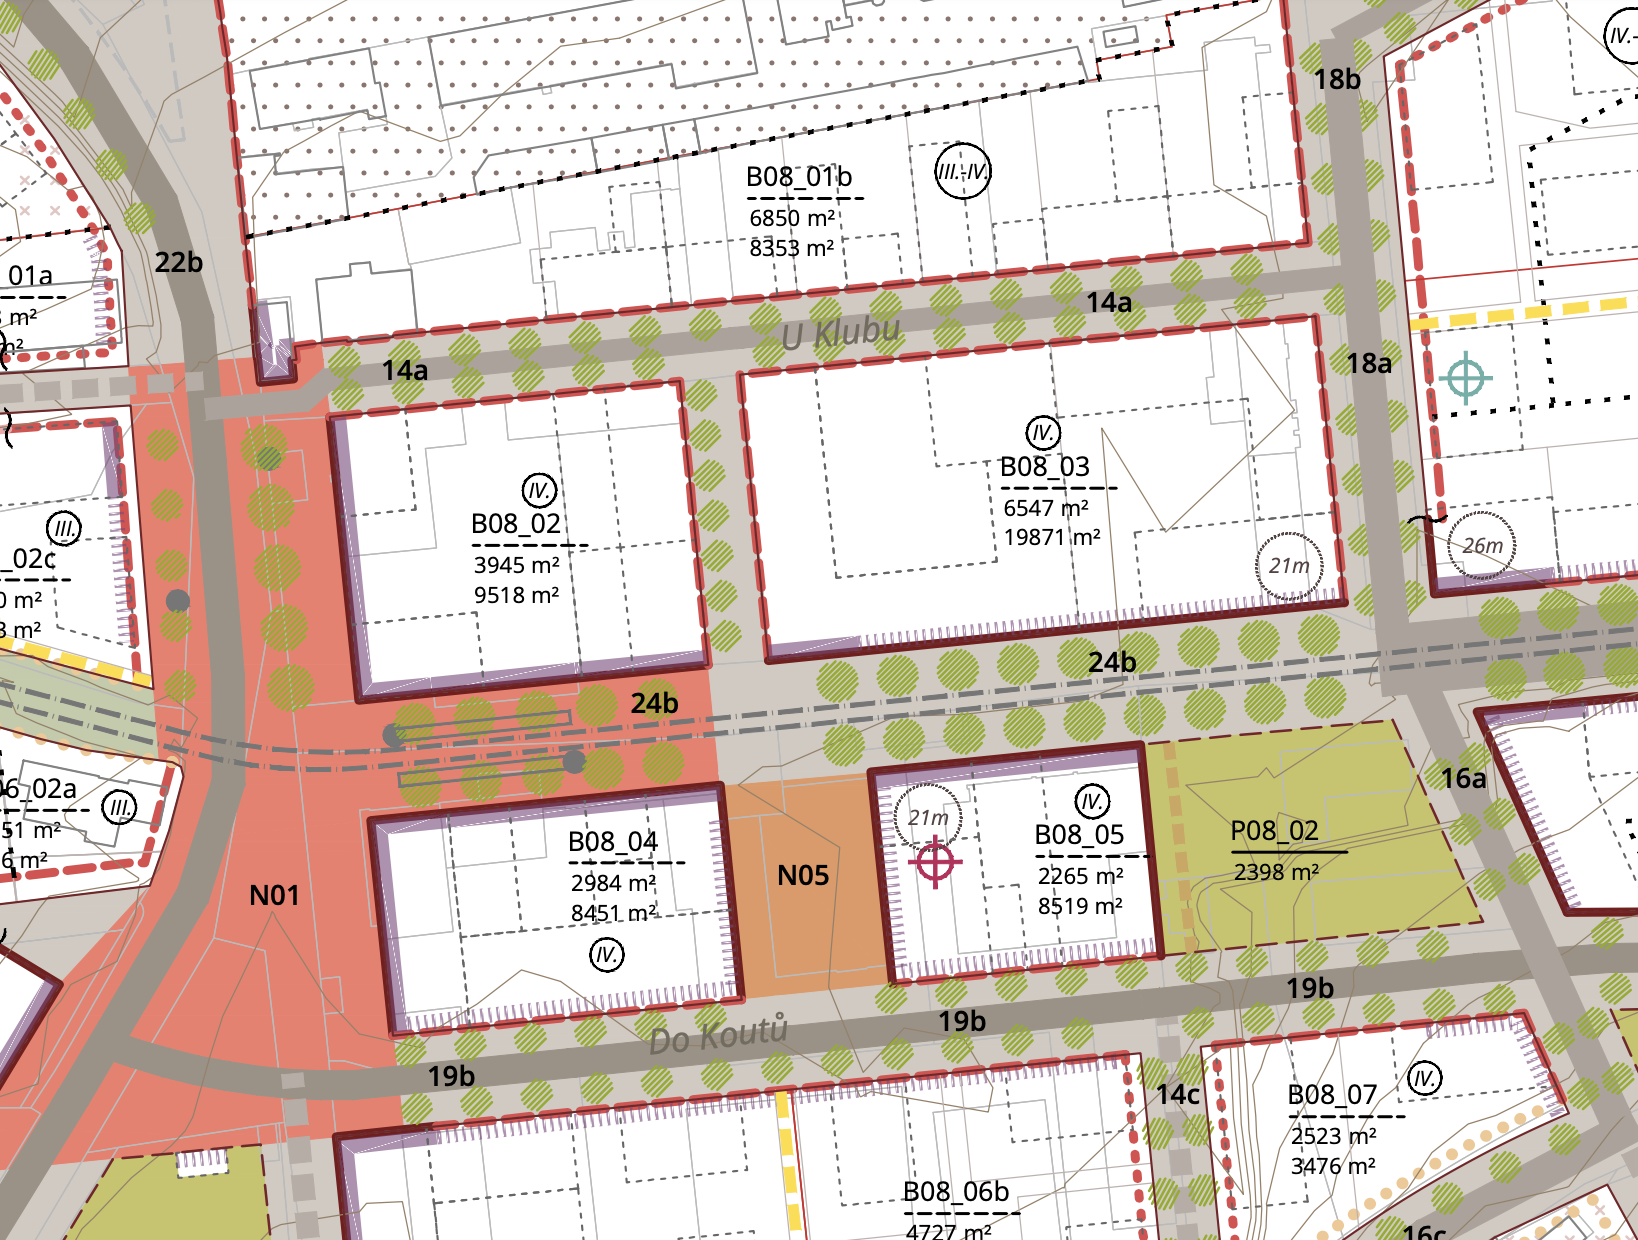 IV.-
18b
III.-IV.
B08_01b
6850 m²
8353 m²
22b
01a
m²
m²
14a
U Klubu
14a
18a
IV.
B08_03
6547 m²
19871 m²
IV.
B08_02
3945 m²
9518 m²
III.
_02c
0 m²
3 m²
21m
26m
24b
24b
16a
06_02a
III.
51 m²
6 m²
IV.
21m
B08_05
2265 m²
8519 m²
P08_02
2398 m²
B08_04
2984 m²
8451 m²
IV.
N05
N01
19b
19b
Do Koutů
19b
14c
IV.
B08_07
2523 m²
3476 m²
B08_06b
4727 m²
16c